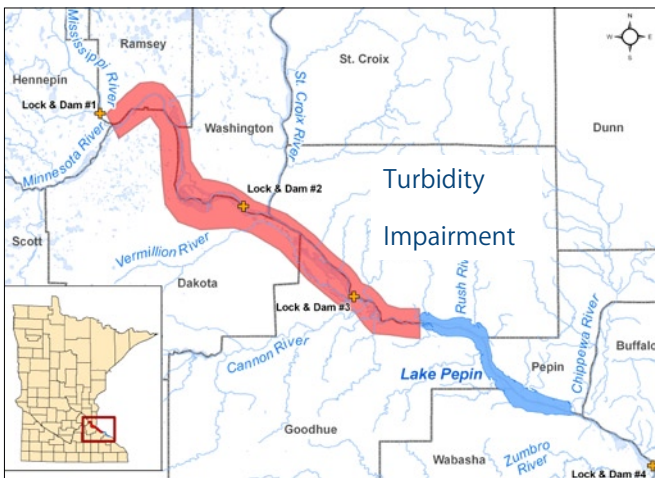 N
W E
S
Mississippi River
Ramsey
St. Croix
Hennepin
Lock & Dam #1
St. Croix River
Dunn
Washington
Minnesota River
Turbidity
Lock & Dam #2
Impairment
Scott
Vermillion River
Dakota
Rush Riv
Lock & Dam #3
Chippewa River
Cannon River
Buffalo
Pepin
Lake Pepin
Goodhue
Wabasha
Zumbro
River
Lock & Dam #4